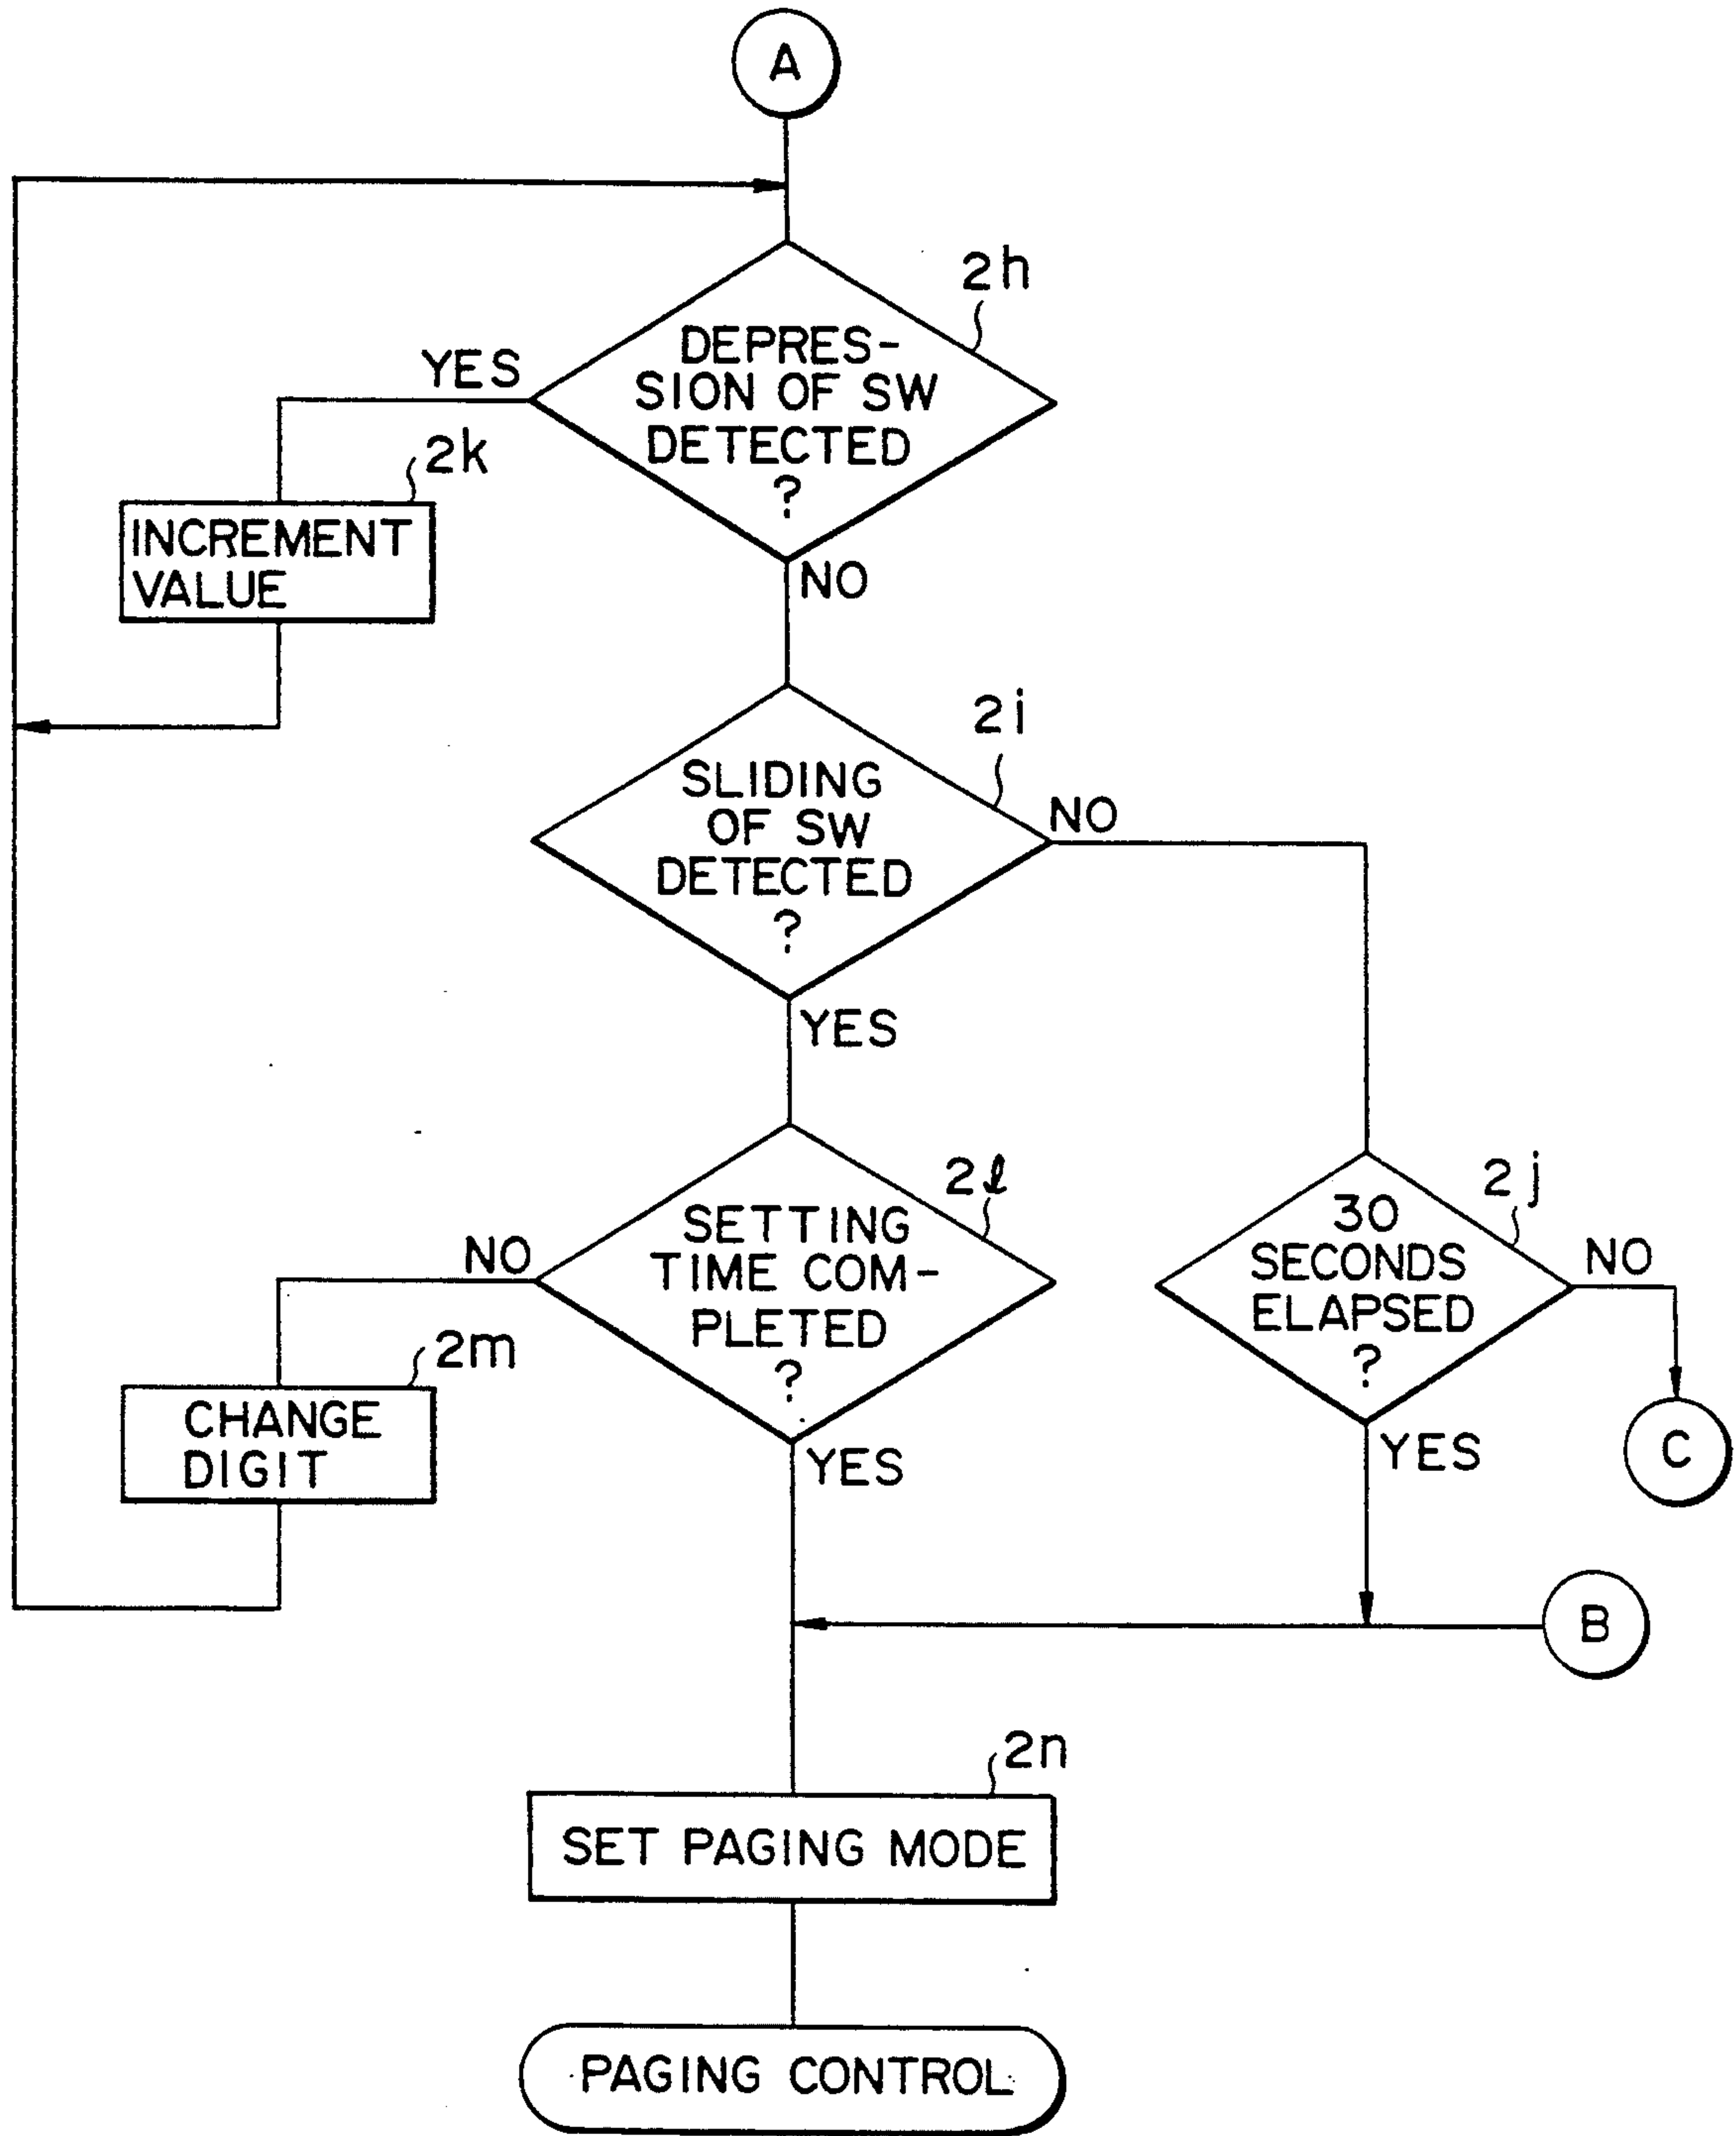 A
2h
DEPRES-
SION OF SW
DETECTED
?
YES
2k
INCREMENT
VALUE
NO
2i
SLIDING
OF SW
DETECTED
?
NO
YES
2l
SETTING
TIME COM-
PLETED
?
NO
2m
CHANGE
DIGIT
YES
2j
30
SECONDS
ELAPSED
?
NO
C
YES
B
2n
SET PAGING MODE
PAGING CONTROL